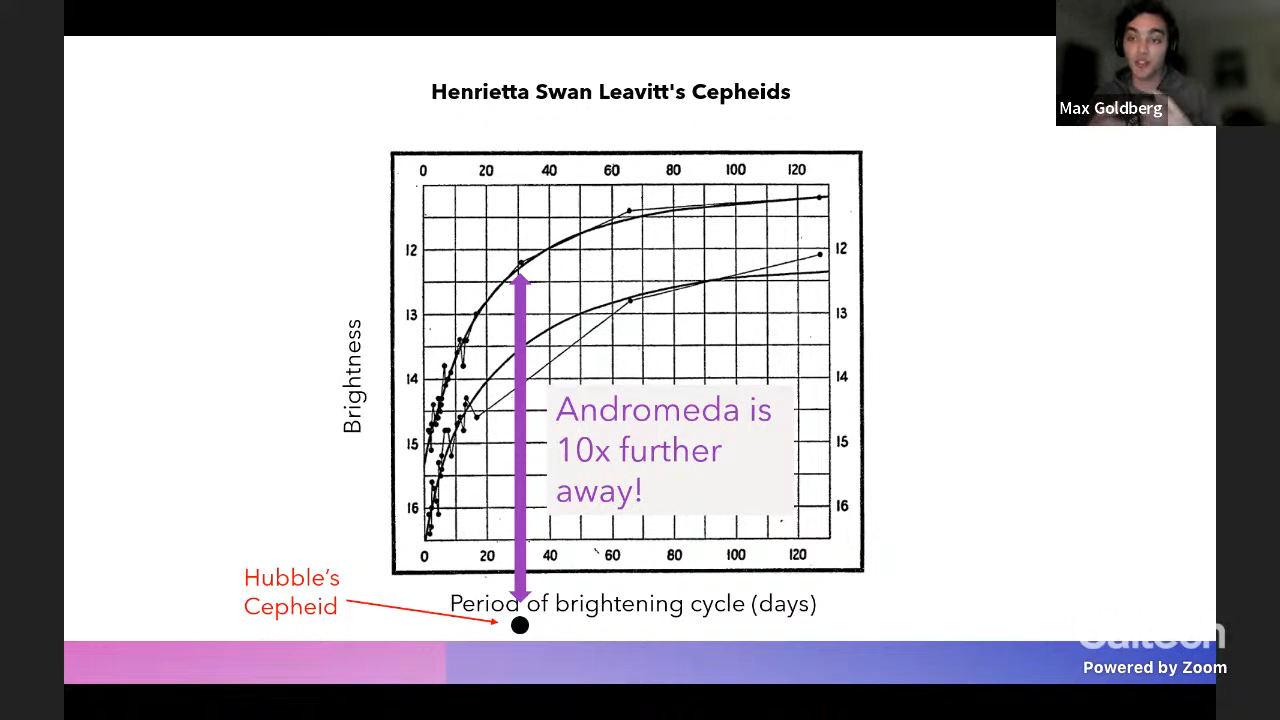 Max Goldberg
Henrietta Swan Leavitt's Cepheids
0 20 40 60 80 100 120
12 12
13 13
14 14
15 15
16 16
0 20 40 60 80 100 120
Brightness
Andromeda is
10x further
away!
Hubble's
Cepheid
Period of brightening cycle (days)
Caltech
Powered by Zoom